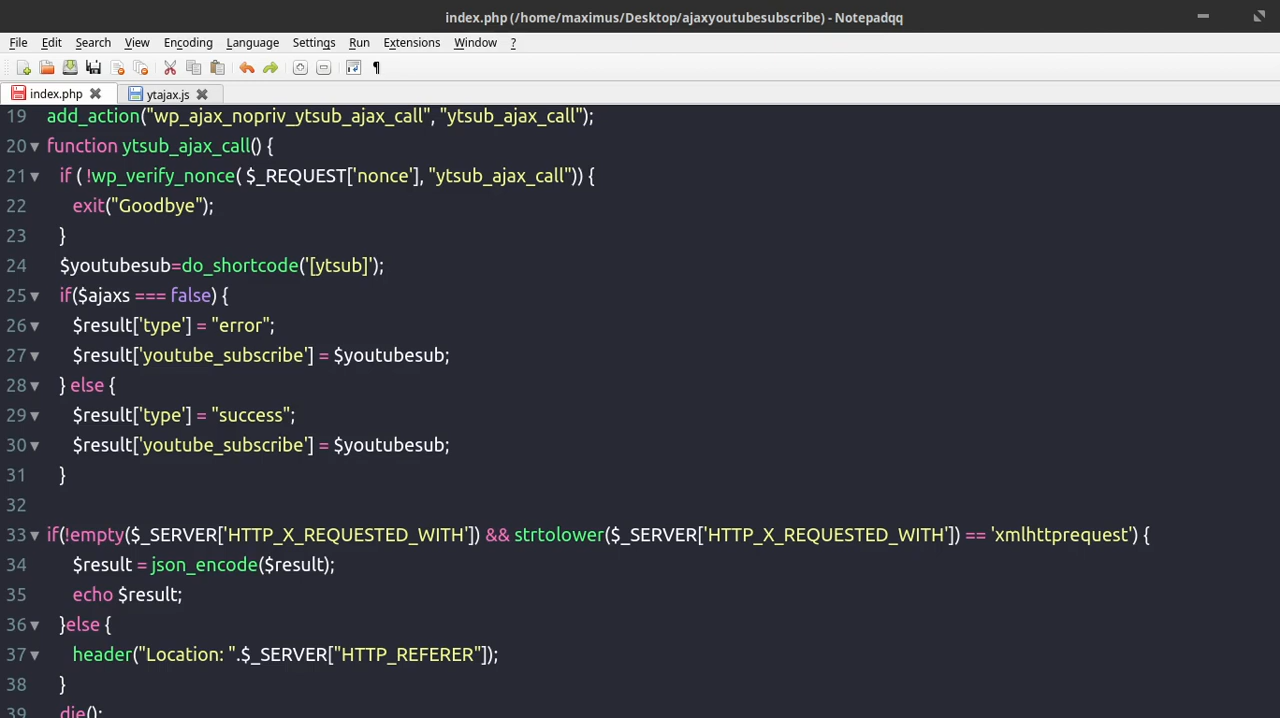 index.php (/home/maximus/Desktop/ajaxyoutubesubscribe) - Notepadqq
File Edit Search View Encoding Language Settings Run Extensions Window ?
index.php ytajax.js
19 add_action("wp_ajax_nopriv_ytsub_ajax_call", "ytsub_ajax_call");
20 function ytsub_ajax_call() {
21 if ( !wp_verify_nonce( $_REQUEST['nonce'], "ytsub_ajax_call")) {
22 exit("Goodbye");
23 }
24 $youtubesub=do_shortcode('[ytsub]');
25 if($ajaxs === false) {
26 $result['type'] = "error";
27 $result['youtube_subscribe'] = $youtubesub;
28 } else {
29 $result['type'] = "success";
30 $result['youtube_subscribe'] = $youtubesub;
31 }
32
33 if(!empty($_SERVER['HTTP_X_REQUESTED_WITH']) && strtolower($_SERVER['HTTP_X_REQUESTED_WITH']) == 'xmlhttprequest') {
34 $result = json_encode($result);
35 echo $result;
36 }else {
37 header("Location: ".$_SERVER["HTTP_REFERER"]);
38 }
39 die();